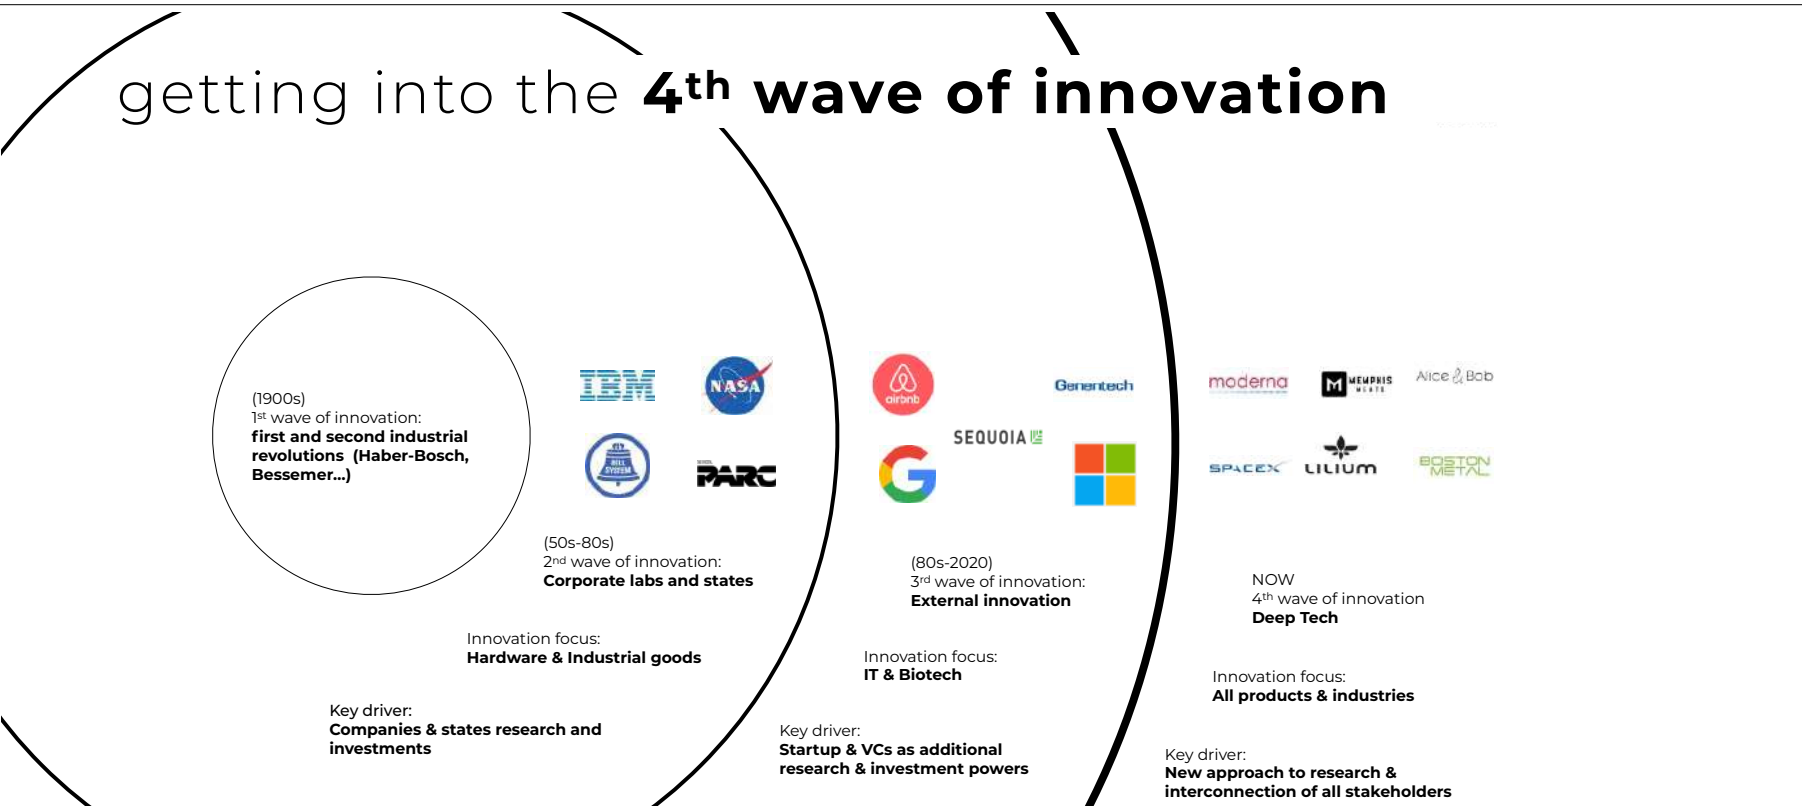 getting into the 4th wave of innovation
(1900s)
1st wave of innovation:
first and second industrial
revolutions (Haber-Bosch,
Bessemer...)
IBM
NASA
BELL
SYSTEM
PARC
(50s-80s)
2nd wave of innovation:
Corporate labs and states
Innovation focus:
Hardware & Industrial goods
Key driver:
Companies & states research and
investments
airbnb
Genentech
SEQUOIA
G
(80s-2020)
3rd wave of innovation:
External innovation
Innovation focus:
IT & Biotech
Key driver:
Startup & VCs as additional
research & investment powers
moderna
M MEMPHIS
MEATS
Alice & Bob
SPACEX
LILIUM
BOSTON
METAL
NOW
4th wave of innovation
Deep Tech
Innovation focus:
All products & industries
Key driver:
New approach to research &
interconnection of all stakeholders